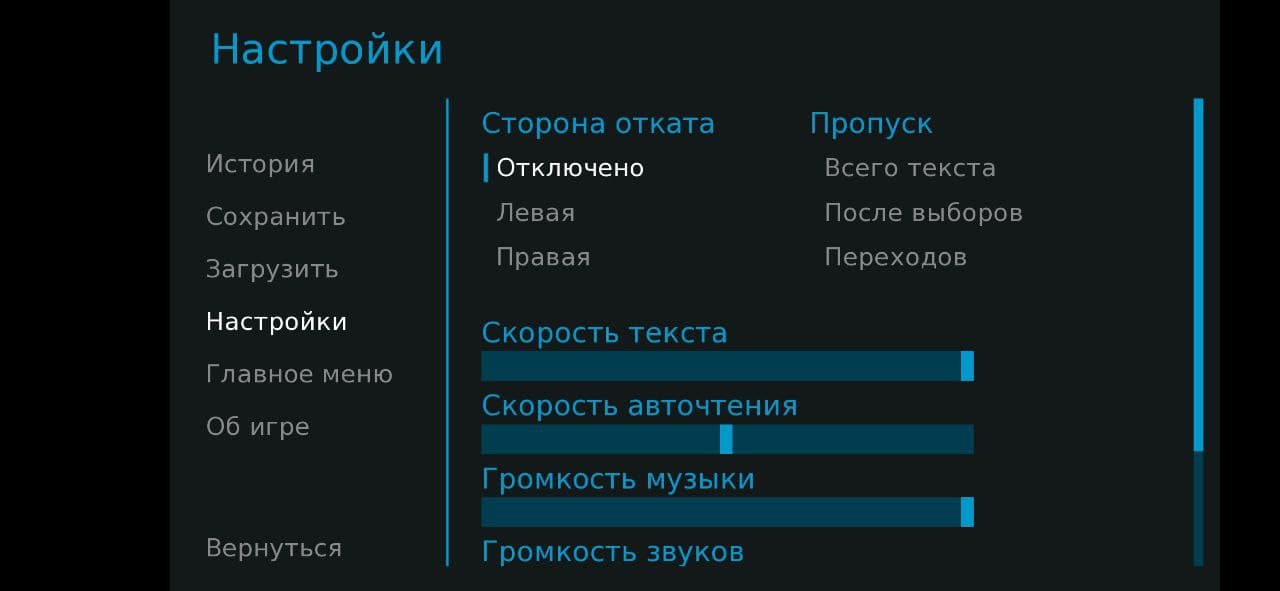 Настройки
История
Сохранить
Загрузить
Настройки
Главное меню
Об игре
Вернуться
Сторона отката
Отключено
Левая
Правая
Пропуск
Всего текста
После выборов
Переходов
Скорость текста
Скорость авточтения
Громкость музыки
Громкость звуков